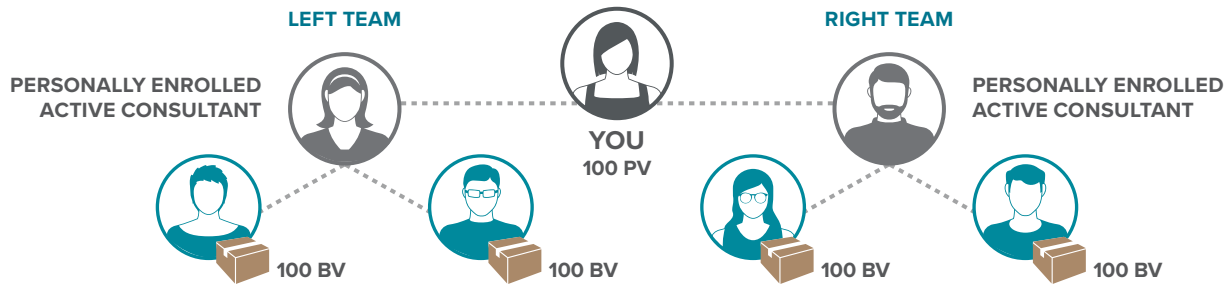 LEFT TEAM
RIGHT TEAM
PERSONALLY ENROLLED
ACTIVE CONSULTANT
PERSONALLY ENROLLED
ACTIVE CONSULTANT
YOU
100 PV
100 BV
100 BV
100 BV
100 BV